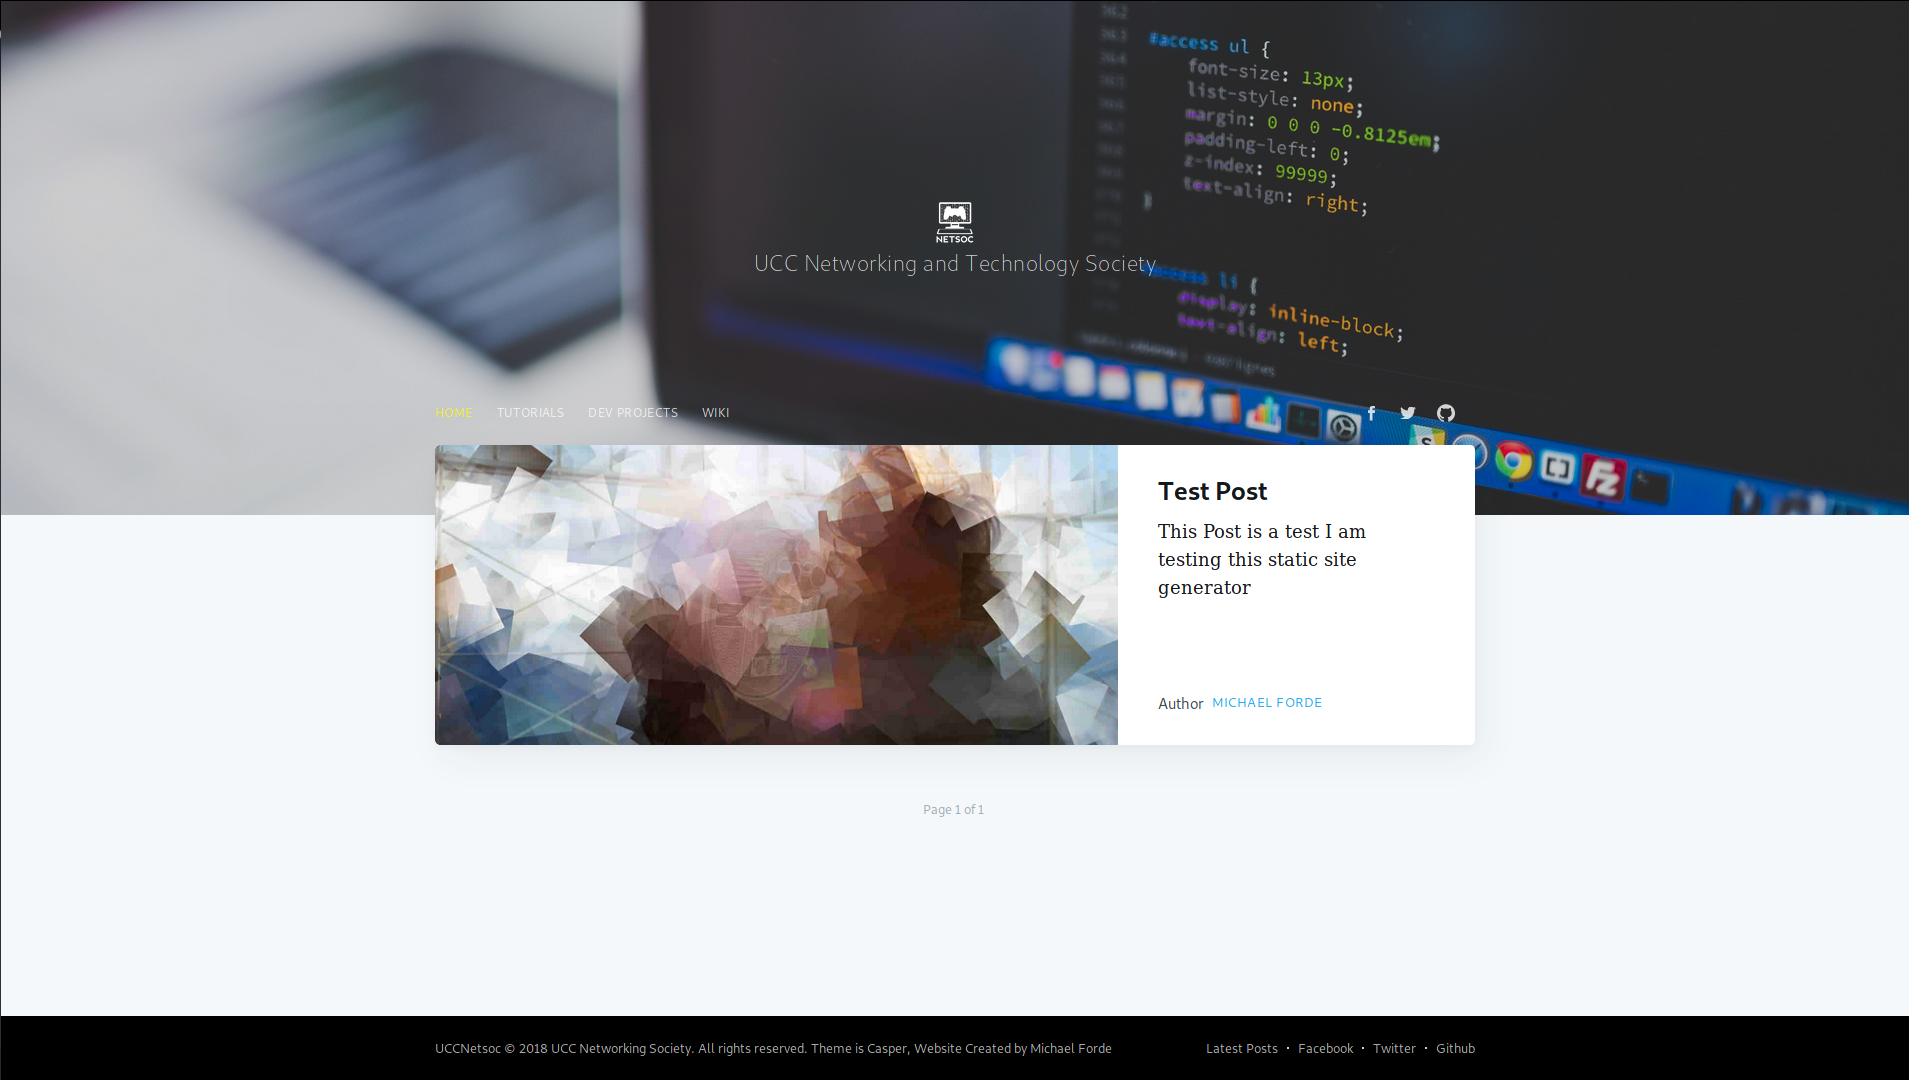 #access ul {
font-size: 13px;
list-style: none;
margin: 0 0 0 -0.8125em;
padding-left: 0;
z-index: 99999;
text-align: right;
}
NETSOC
UCC Networking and Technology Society
#access li {
display: inline-block;
text-align: left;
HOME TUTORIALS DEV PROJECTS WIKI
Test Post
This Post is a test I am
testing this static site
generator
Author MICHAEL FORDE
Page 1 of 1
UCCNetsoc © 2018 UCC Networking Society. All rights reserved. Theme is Casper, Website Created by Michael Forde
Latest Posts • Facebook • Twitter • Github